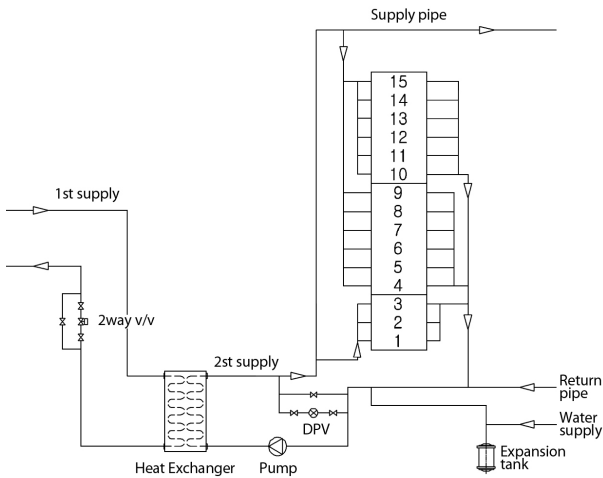 Supply pipe
15
14
13
12
11
10
9
8
7
6
5
4
3
2
1
1st supply
2way v/v
2st supply
DPV
Return
pipe
Water
supply
Heat Exchanger
Pump
Expansion
tank